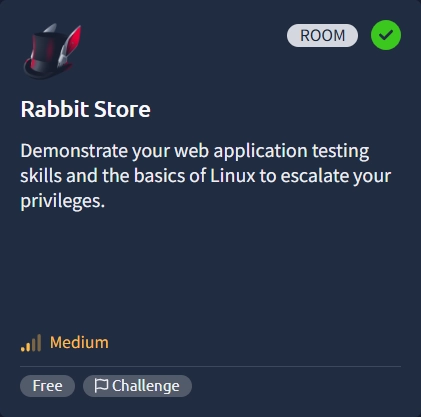 ROOM
Rabbit Store
Demonstrate your web application testing
skills and the basics of Linux to escalate your
privileges.
Medium
Free
Challenge